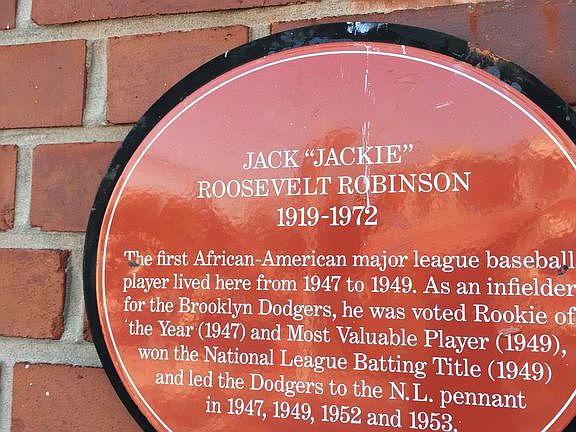 JACK “JACKIE”
ROOSEVELT ROBINSON
1919-1972
The first African-American major league baseball
player lived here from 1947 to 1949. As an infielder
for the Brooklyn Dodgers, he was voted Rookie of
the Year (1947) and Most Valuable Player (1949),
won the National League Batting Title (1949)
and led the Dodgers to the N.L. pennant
in 1947, 1949, 1952 and 1953.